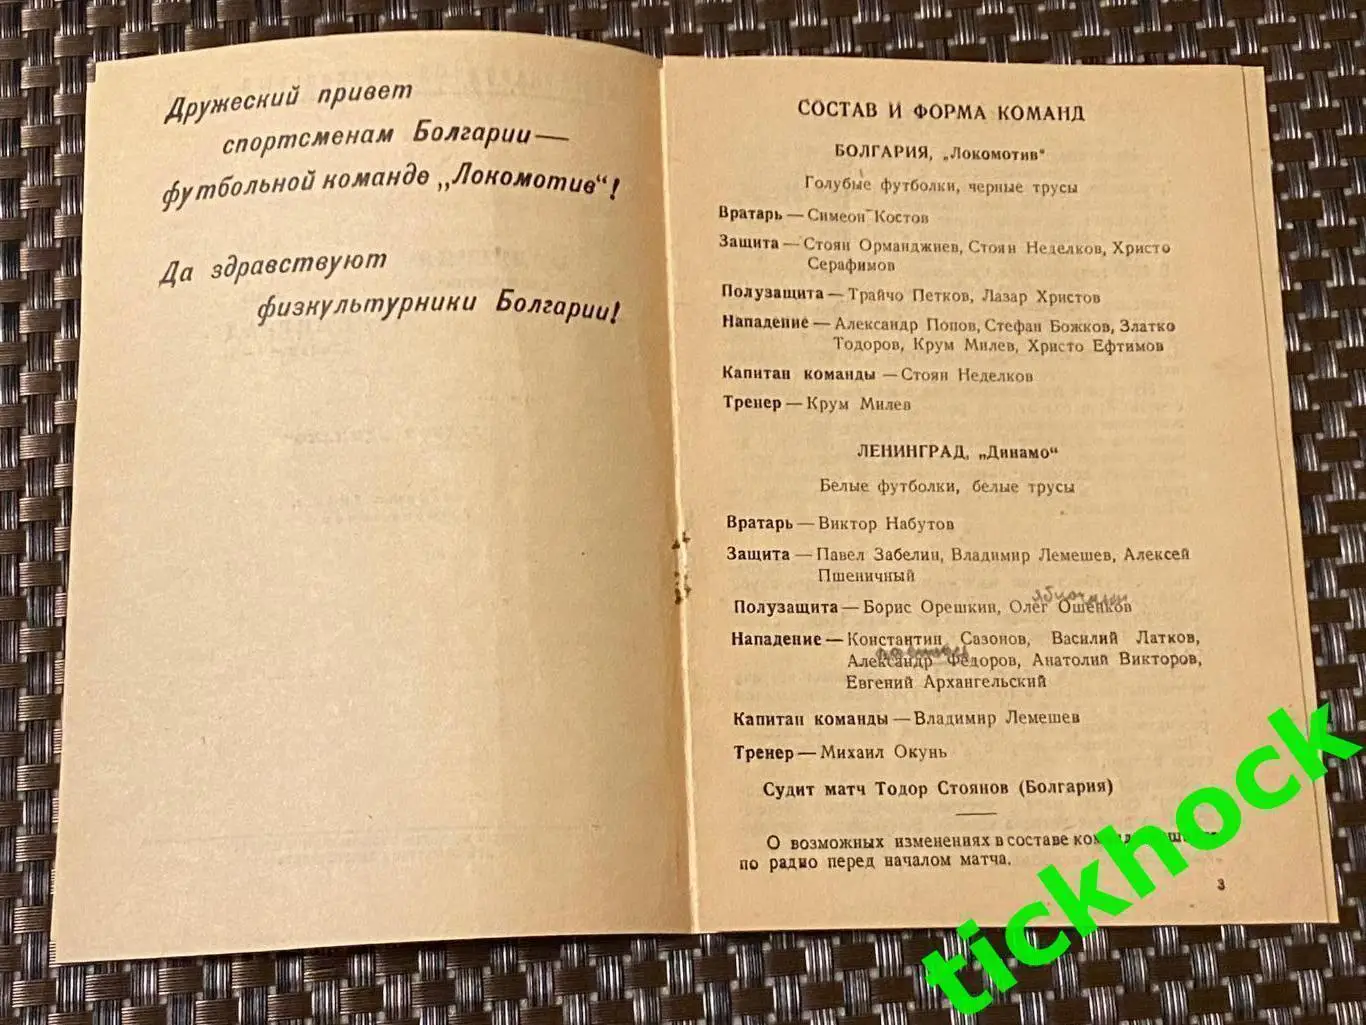 Дружеский привет
спортсменам Болгарии—
футбольной команде „Локомотив“!
Да здравствуют
физкультурники Болгарии!
СОСТАВ И ФОРМА КОМАНД
БОЛГАРИЯ, „Локомотив“
Голубые футболки, черные трусы
Вратарь — Симеон Костов
Защита — Стоян Орманджиев, Стоян Неделков, Христо
Серафимов
Полузащита — Трайчо Петков, Лазар Христов
Нападение — Александр Попов, Стефан Божков, Златко
Тодоров, Крум Милев, Христо Ефтимов
Капитан команды — Стоян Неделков
Тренер — Крум Милев
ЛЕНИНГРАД, „Динамо“
Белые футболки, белые трусы
Вратарь — Виктор Набутов
Защита — Павел Забелин, Владимир Лемешев, Алексей
Пшеничный
Полузащита — Борис Орешкин, Олег Ошенков
Нападение — Константин Сазонов, Василий Латков,
Александр Федоров, Анатолий Викторов,
Евгений Архангельский
Капитан команды — Владимир Лемешев
Тренер — Михаил Окунь
Судит матч Тодор Стоянов (Болгария)
О возможных изменениях в составе
по радио перед началом матча.
3
tickhock